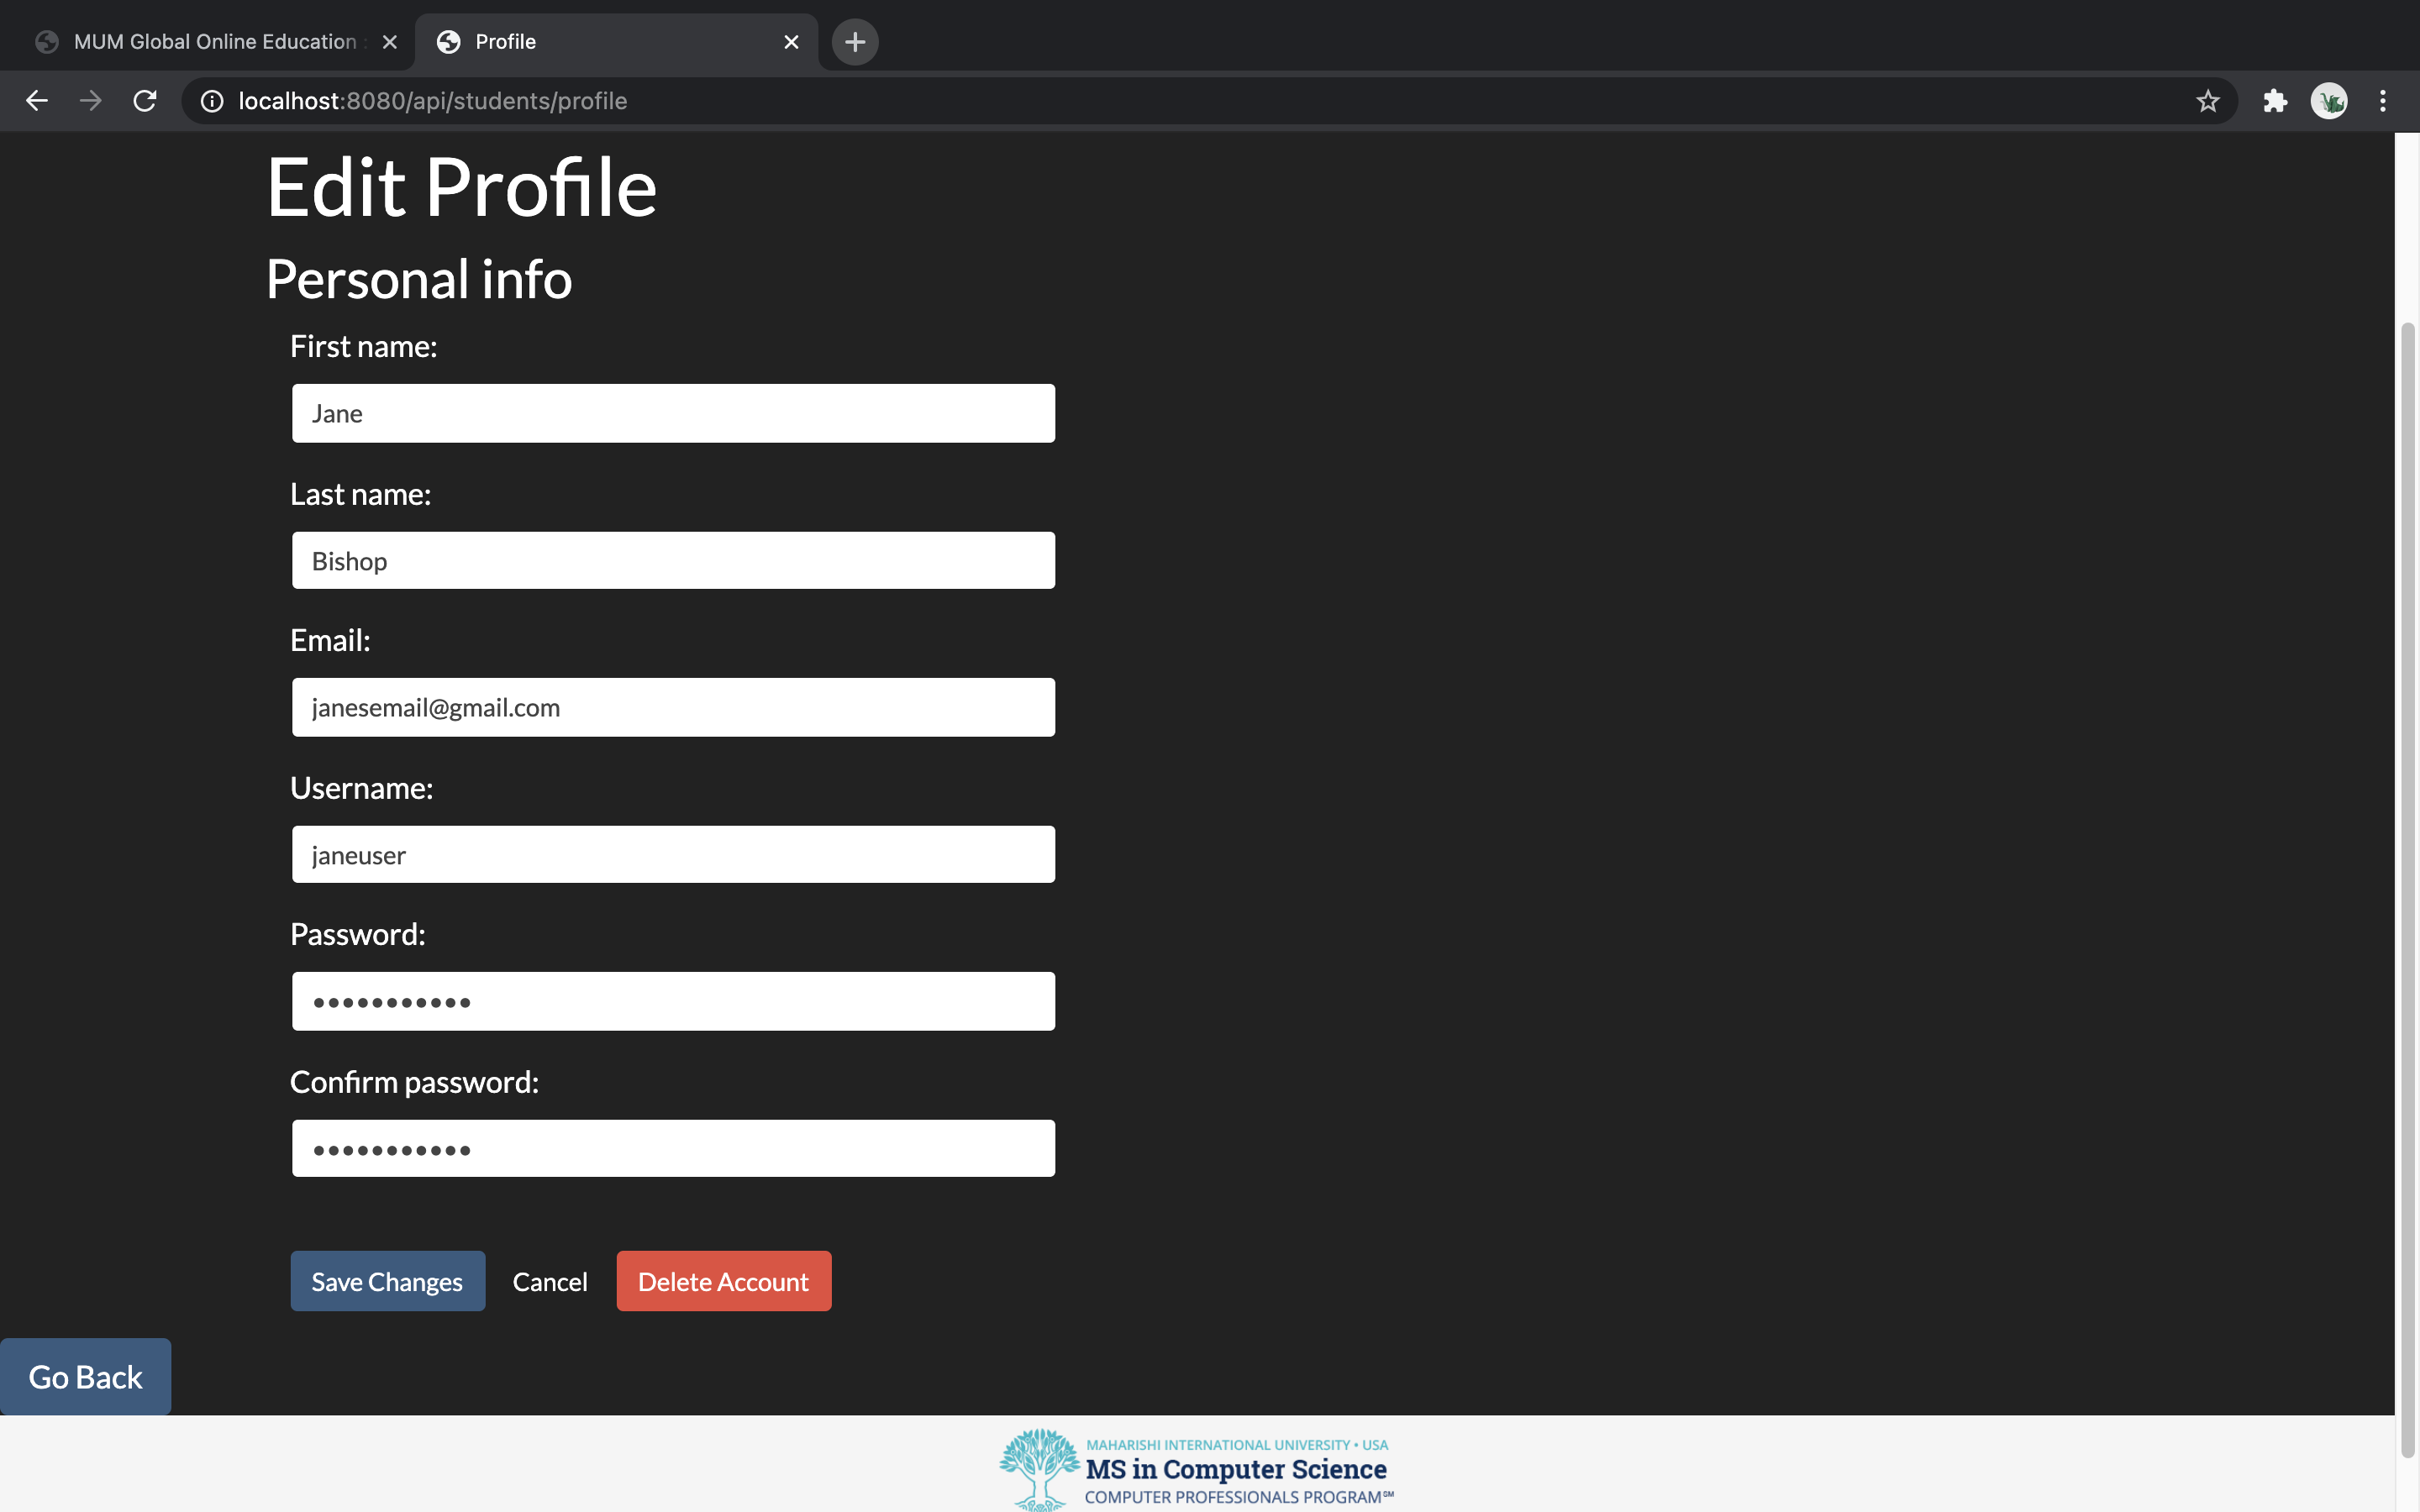 MUM Global Online Education
Profile
localhost:8080/api/students/profile
Edit Profile
Personal info
First name:
Jane
Last name:
Bishop
Email:
janesemail@gmail.com
Username:
janeuser
Password:
•••••••••••
Confirm password:
•••••••••••
Save Changes Cancel Delete Account
Go Back
MAHARISHI INTERNATIONAL UNIVERSITY • USA
MS in Computer Science
COMPUTER PROFESSIONALS PROGRAM℠